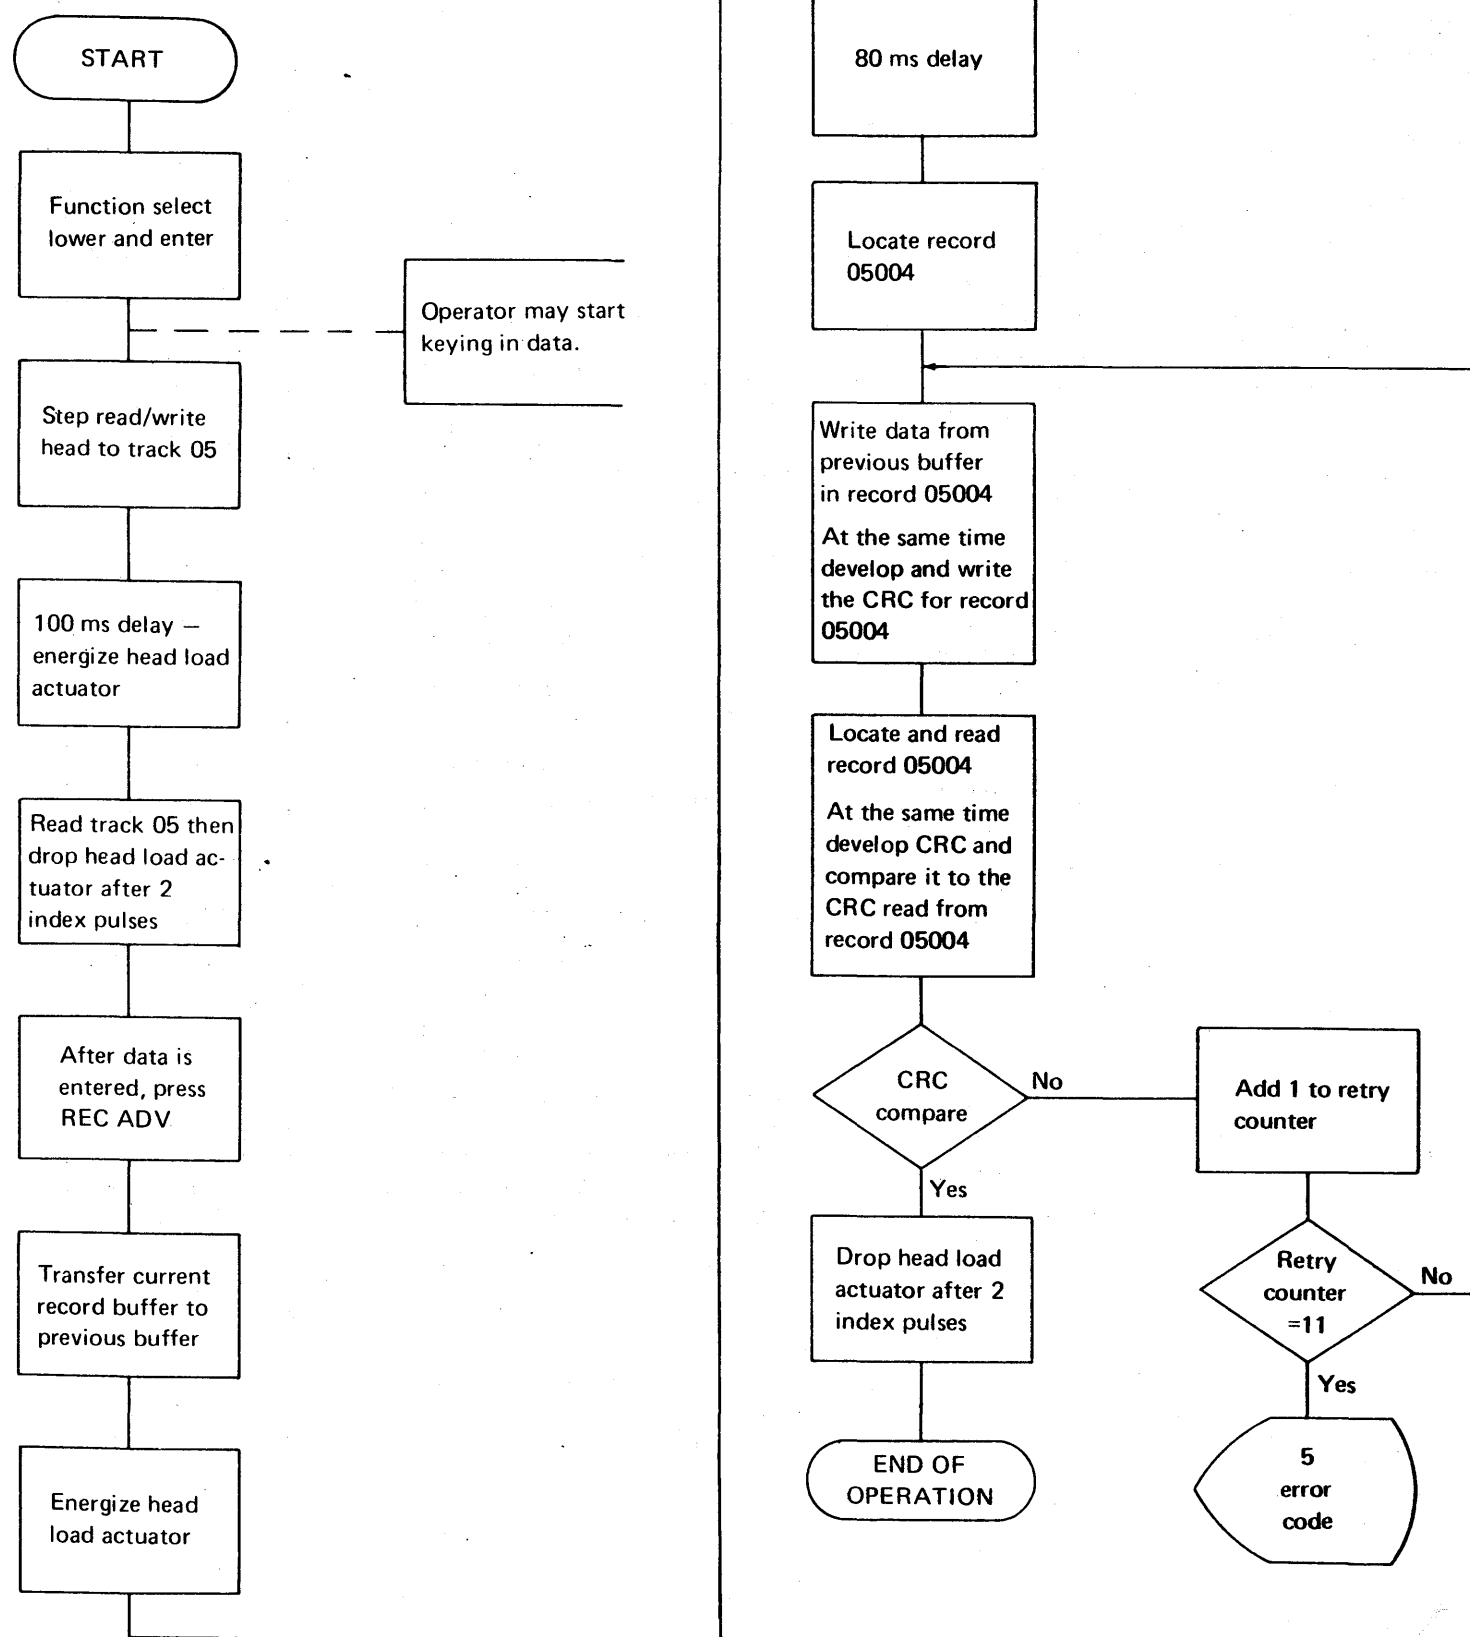 START
Function select
lower and enter
Operator may start
keying in data.
Step read/write
head to track 05
100 ms delay —
energize head load
actuator
Read track 05 then
drop head load ac-
tuator after 2
index pulses
After data is
entered, press
REC ADV
Transfer current
record buffer to
previous buffer
Energize head
load actuator
80 ms delay
Locate record
05004
Write data from
previous buffer
in record 05004
At the same time
develop and write
the CRC for record
05004
Locate and read
record 05004
At the same time
develop CRC and
compare it to the
CRC read from
record 05004
CRC
compare
No
Add 1 to retry
counter
Yes
Drop head load
actuator after 2
index pulses
Retry
counter
=11
No
Yes
END OF
OPERATION
5
error
code